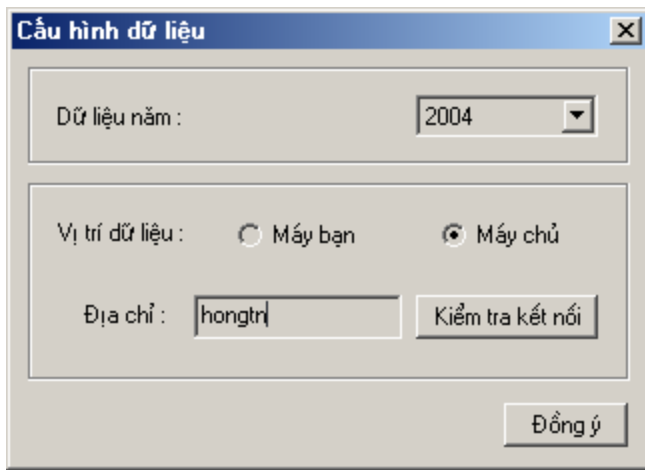 Cấu hình dữ liệu
Dữ liệu năm : 2004
Vị trí dữ liệu : Máy bạn Máy chủ
Địa chỉ : hongtn Kiểm tra kết nối
Đồng ý